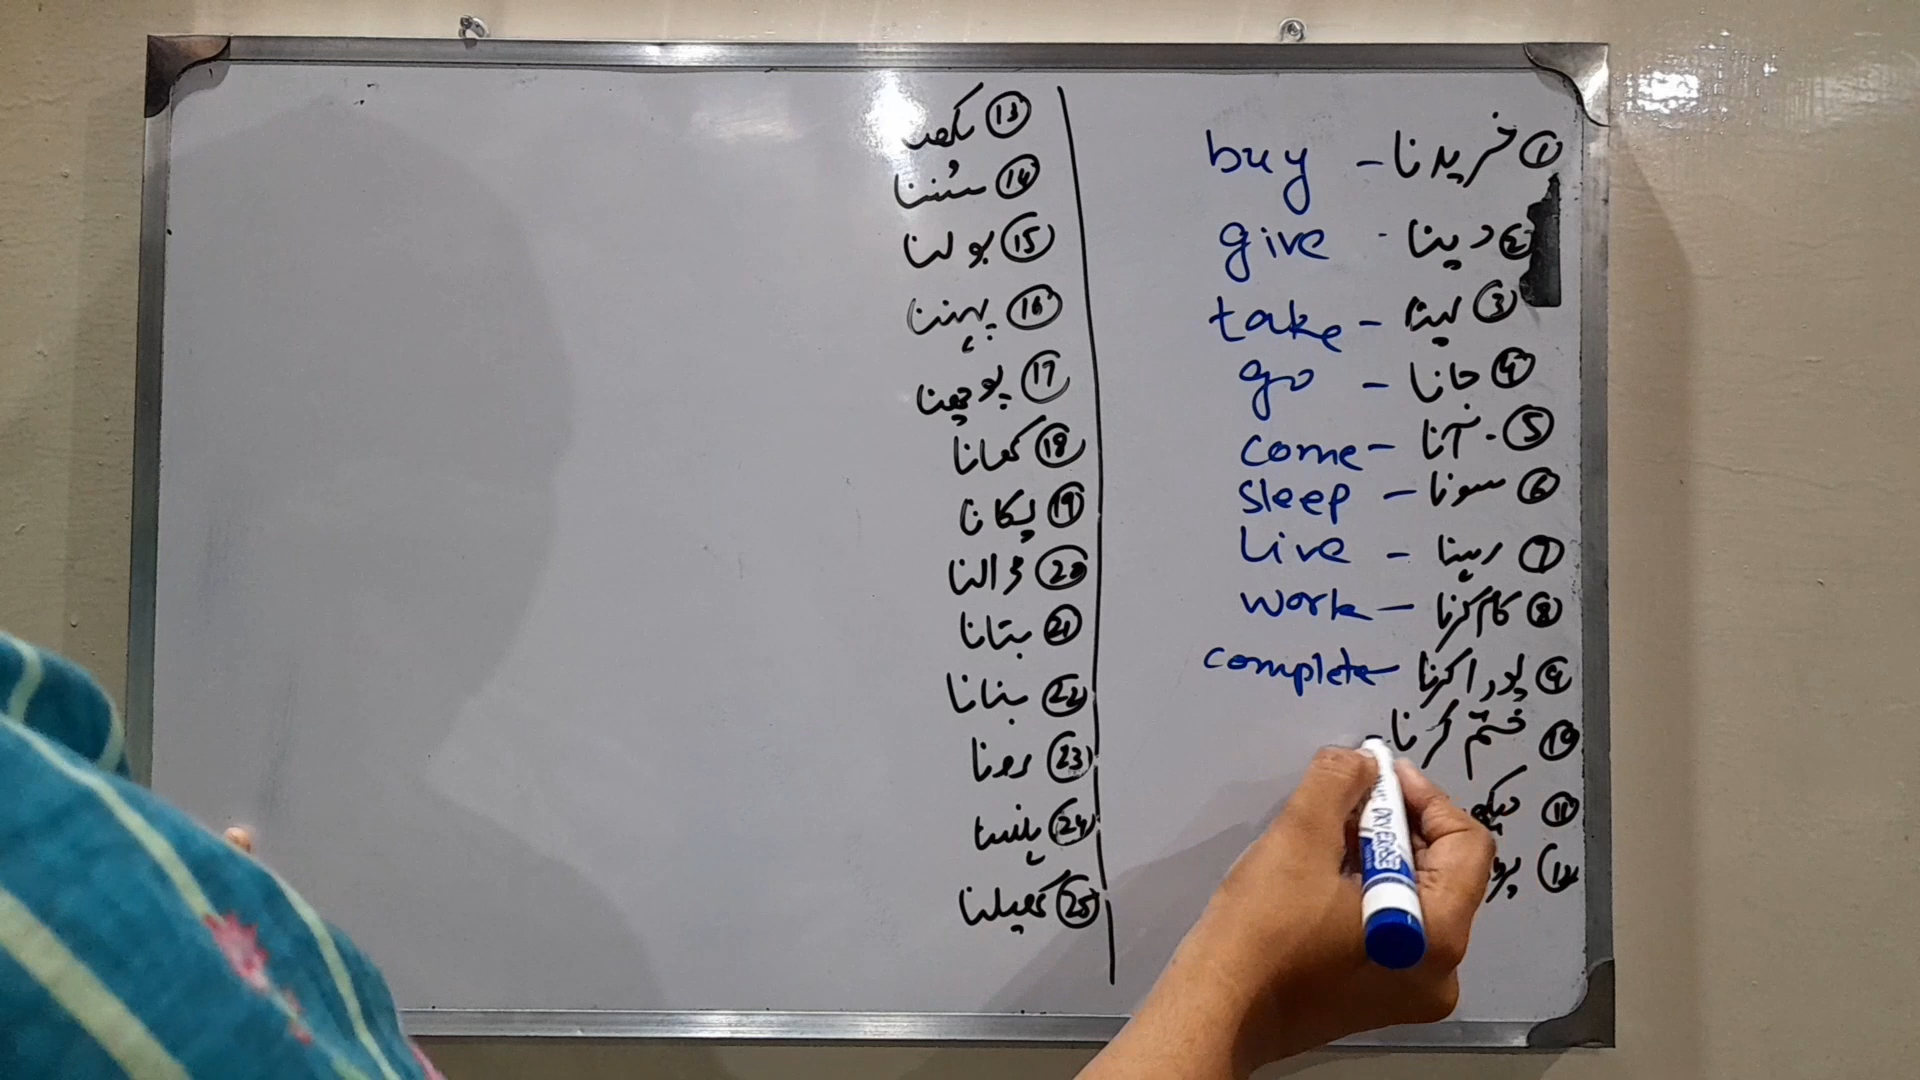 ① خریدنا - buy
② دینا - give
③ لینا - take
④ جانا - go
⑤ آنا - come
⑥ سونا - sleep
⑦ رہنا - Live
⑧ کام کرنا - work
⑨ پورا کرنا - complete
⑩ ختم کرنا -
⑪
⑫
⑬
⑭ سُننا
⑮ بولنا
⑯ پہننا
⑰ پوچھنا
⑱ کھانا
⑲ پکانا
⑳ ڈالنا
㉑ بتانا
㉒ بنانا
㉓ رونا
㉔ ہنسنا
㉕ کھیلنا
DRY ERASE